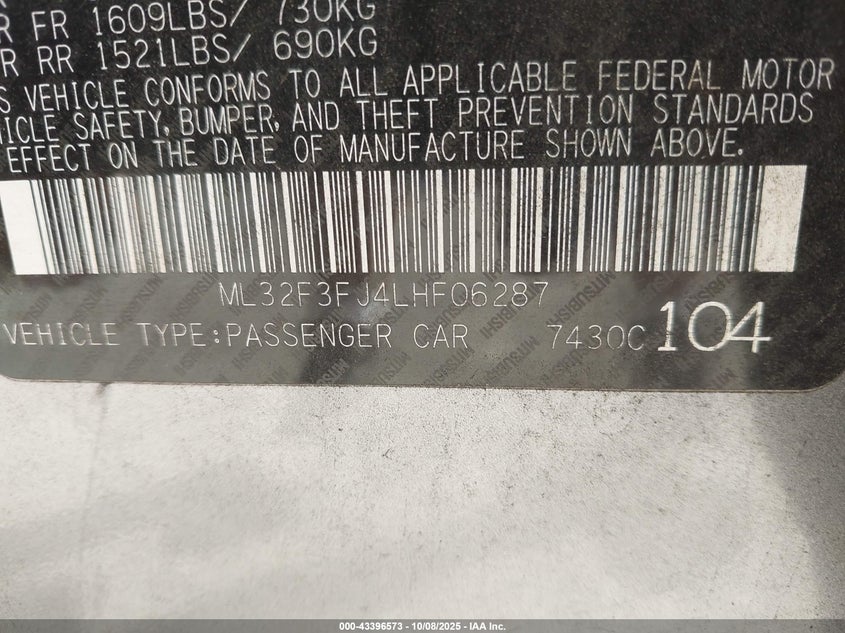 R FR 1609LBS/ 730KG
R RR 1521LBS/ 690KG
S VEHICLE CONFORMS TO ALL APPLICABLE FEDERAL MOTOR
ICLE SAFETY, BUMPER, AND THEFT PREVENTION STANDARDS
EFFECT ON THE DATE OF MANUFACTURE SHOWN ABOVE.
ML32F3FJ4LHF06287
VEHICLE TYPE:PASSENGER CAR 7430C 104
MITSUBISHI
000-43396573 - 10/08/2025 - IAA Inc.